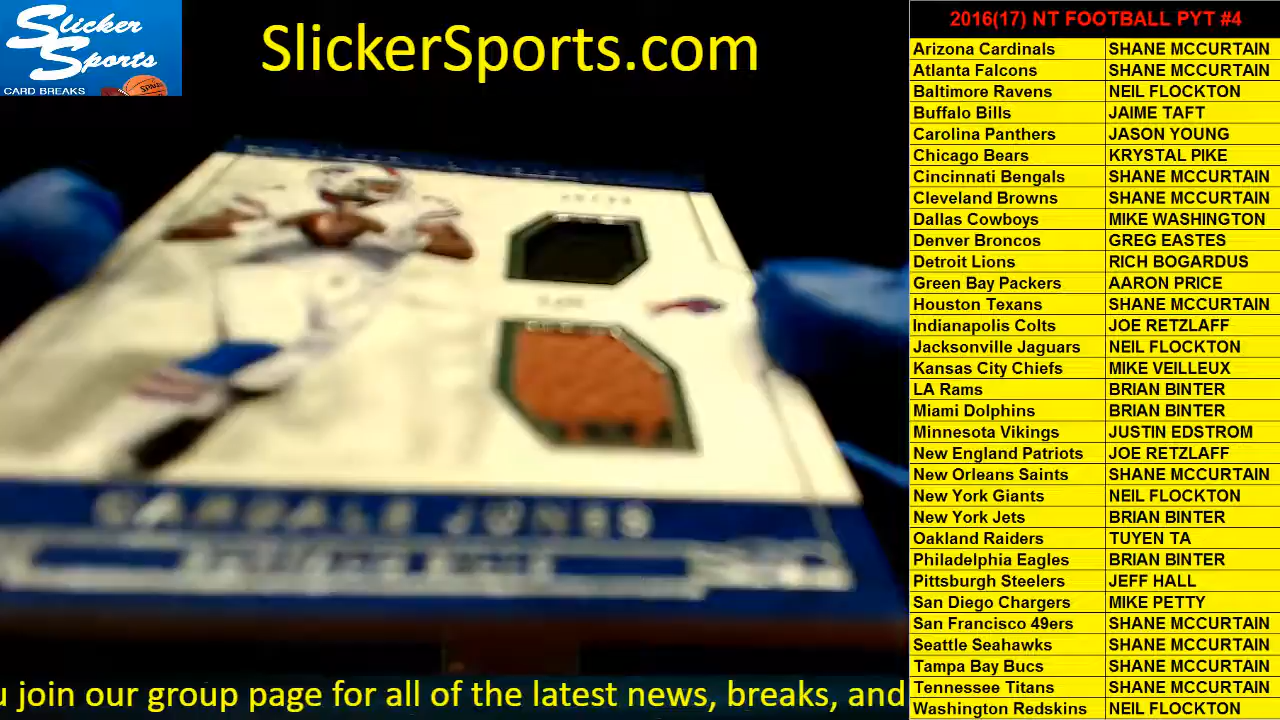 Slicker
Sports
CARD BREAKS
SlickerSports.com
CARDALE JONES
u join our group page for all of the latest news, breaks, and
2016(17) NT FOOTBALL PYT #4
Arizona Cardinals SHANE MCCURTAIN
Atlanta Falcons SHANE MCCURTAIN
Baltimore Ravens NEIL FLOCKTON
Buffalo Bills JAIME TAFT
Carolina Panthers JASON YOUNG
Chicago Bears KRYSTAL PIKE
Cincinnati Bengals SHANE MCCURTAIN
Cleveland Browns SHANE MCCURTAIN
Dallas Cowboys MIKE WASHINGTON
Denver Broncos GREG EASTES
Detroit Lions RICH BOGARDUS
Green Bay Packers AARON PRICE
Houston Texans SHANE MCCURTAIN
Indianapolis Colts JOE RETZLAFF
Jacksonville Jaguars NEIL FLOCKTON
Kansas City Chiefs MIKE VEILLEUX
LA Rams BRIAN BINTER
Miami Dolphins BRIAN BINTER
Minnesota Vikings JUSTIN EDSTROM
New England Patriots JOE RETZLAFF
New Orleans Saints SHANE MCCURTAIN
New York Giants NEIL FLOCKTON
New York Jets BRIAN BINTER
Oakland Raiders TUYEN TA
Philadelphia Eagles BRIAN BINTER
Pittsburgh Steelers JEFF HALL
San Diego Chargers MIKE PETTY
San Francisco 49ers SHANE MCCURTAIN
Seattle Seahawks SHANE MCCURTAIN
Tampa Bay Bucs SHANE MCCURTAIN
Tennessee Titans SHANE MCCURTAIN
Washington Redskins NEIL FLOCKTON